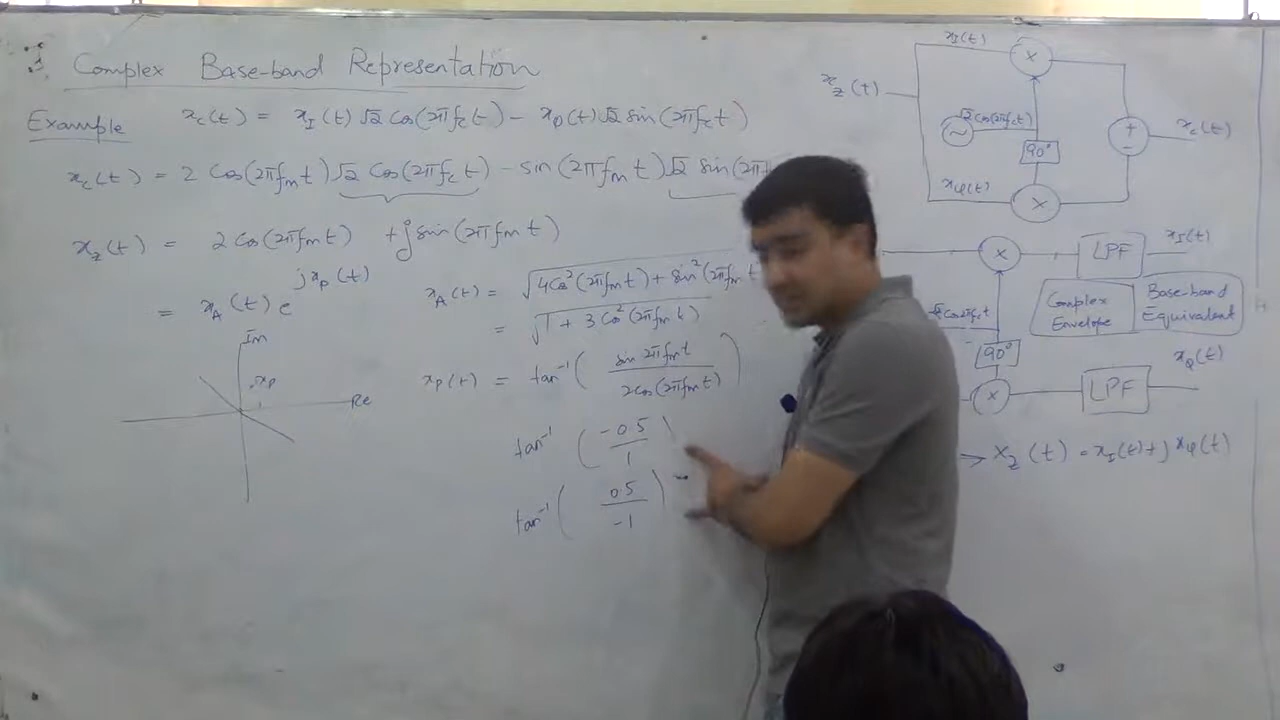 Complex Base-band Representation
Example x_c(t) = x_I(t) √2 Cos(2πf_c t) − x_Q(t) √2 sin(2πf_c t)
x_c(t) = 2 Cos(2πf_m t) √2 Cos(2πf_c t) − sin(2πf_m t) √2 sin(2π
x_z(t) = 2 Cos(2πf_m t) + j sin(2πf_m t)
= x_A(t) e^{j x_P(t)}
x_A(t) = √(4Cos²(2πf_m t) + sin²(2πf_m t
= √(1 + 3 Cos²(2πf_m t))
x_P(t) = tan⁻¹( sin 2πf_m t / 2cos(2πf_m t) )
tan⁻¹( −0.5 / 1 )
tan⁻¹( 0.5 / −1 )
Im
x_P
Re
x_I(t)
x_z(t)
√2 cos(2πf_c t)
90°
x_c(t)
x_Q(t)
×
×
+
−
~
×
LPF
x_I(t)
Complex Envelope
Base-band Equivalent
√2 cos2πf_c t
90°
x_Q(t)
×
LPF
→ x_z(t) = x_I(t) + j x_Q(t)